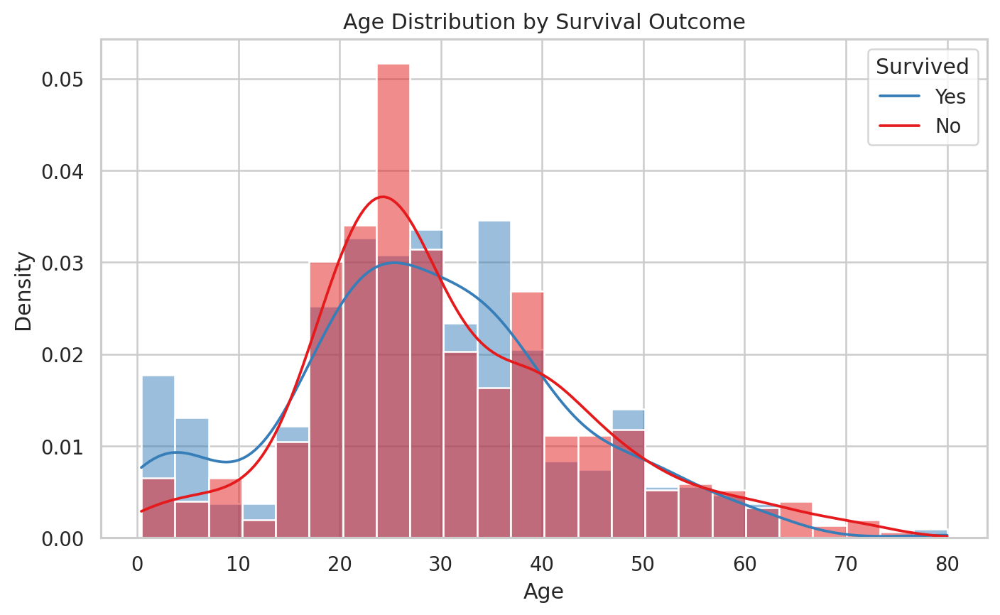 Age Distribution by Survival Outcome
Survived
Yes
No
Density
0.05
0.04
0.03
0.02
0.01
0.00
0 10 20 30 40 50 60 70 80
Age